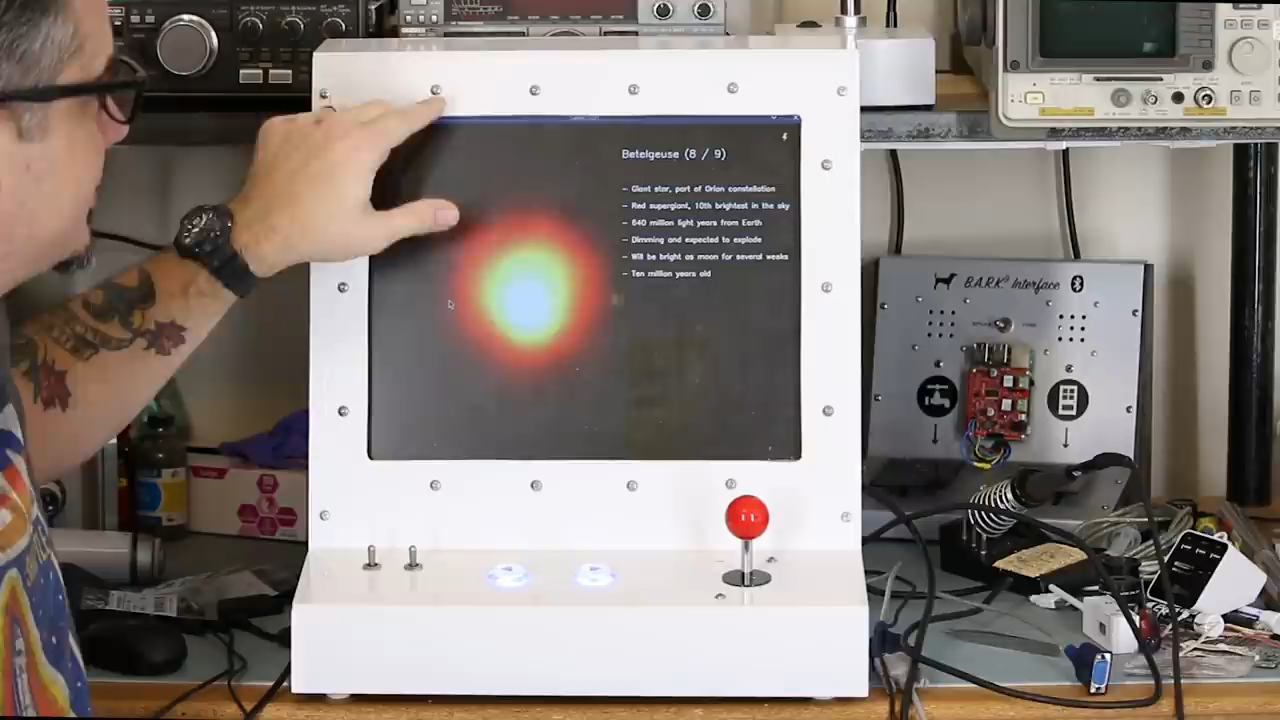 Betelgeuse (8 / 9)
- Giant star, part of Orion constellation
- Red supergiant, 10th brightest in the sky
- 640 million light years from Earth
- Dimming and expected to explode
- Will be bright as moon for several weeks
- Ten million years old
B.A.R.K. Interface